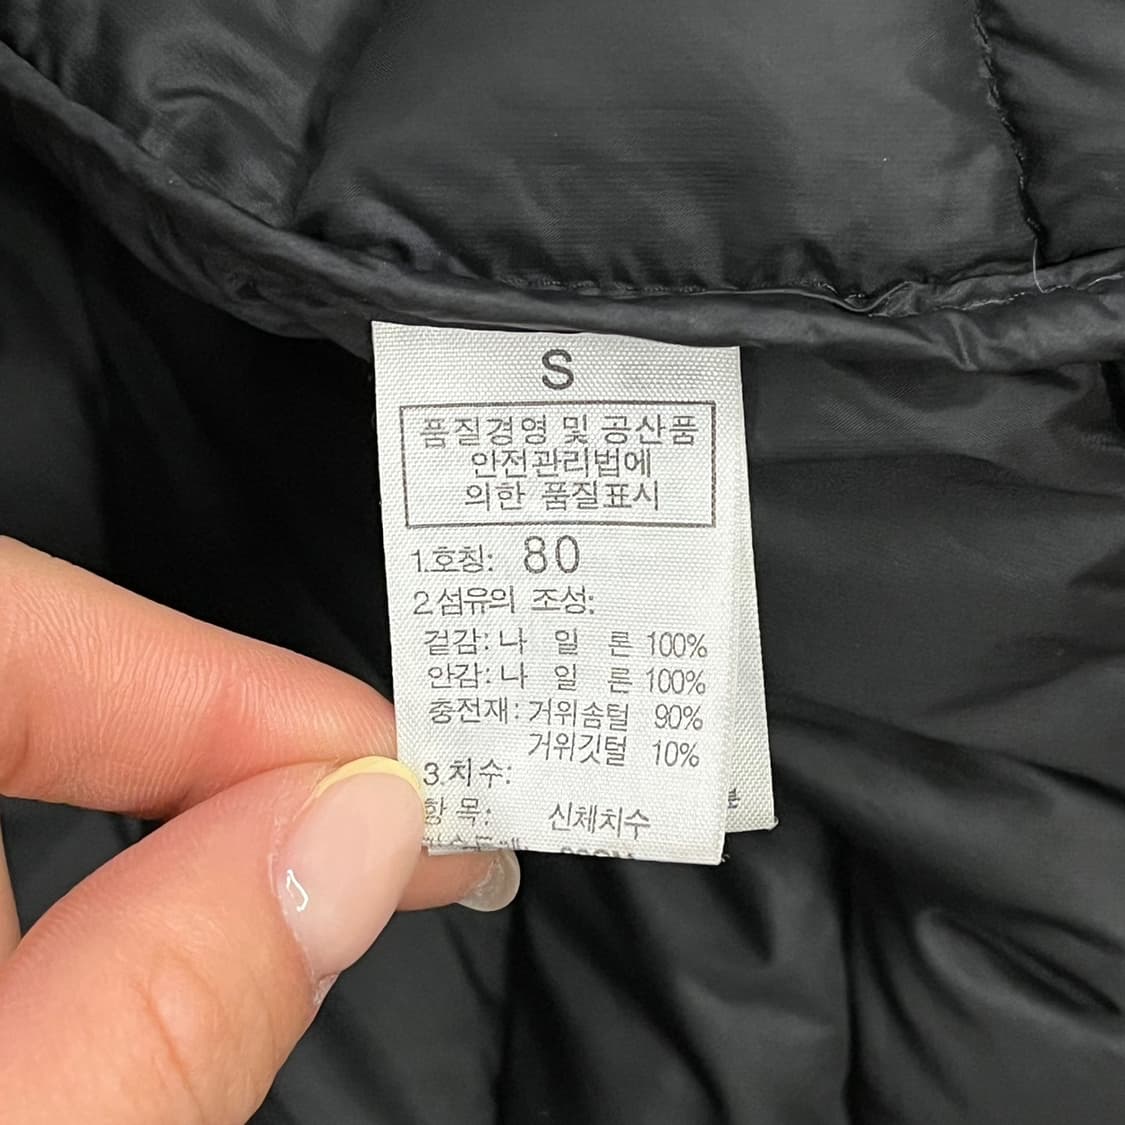 S
품질경영 및 공산품
안전관리법에
의한 품질표시
1.호칭: 80
2.섬유의 조성:
겉감: 나 일 론 100%
안감: 나 일 론 100%
충전재: 거위솜털 90%
거위깃털 10%
3.치수:
항 목: 신체치수